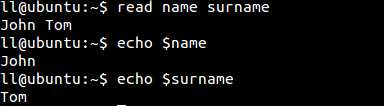 ll@ubuntu:~$ read name surname
John Tom
ll@ubuntu:~$ echo $name
John
ll@ubuntu:~$ echo $surname
Tom